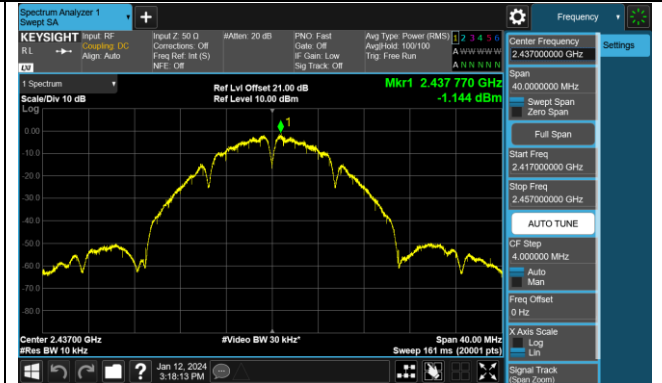 Spectrum Analyzer 1
Swept SA
Frequency
KEYSIGHT
RL
LXI
Input: RF
Coupling: DC
Align: Auto
Input Z: 50 Ω
Corrections: Off
Freq Ref: Int (S)
NFE: Off
#Atten: 20 dB
PNO: Fast
Gate: Off
IF Gain: Low
Sig Track: Off
Avg Type: Power (RMS)
Avg|Hold: 100/100
Trig: Free Run
1 2 3 4 5 6
A W W W W W
A N N N N N
1 Spectrum
Scale/Div 10 dB
Log
Ref Lvl Offset 21.00 dB
Ref Level 10.00 dBm
Mkr1 2.437 770 GHz
-1.144 dBm
1
0.00
-10.0
-20.0
-30.0
-40.0
-50.0
-60.0
-70.0
-80.0
Center 2.43700 GHz
#Res BW 10 kHz
#Video BW 30 kHz*
Span 40.00 MHz
Sweep 161 ms (20001 pts)
Jan 12, 2024
3:18:13 PM
Center Frequency
2.437000000 GHz
Settings
Span
40.0000000 MHz
Swept Span
Zero Span
Full Span
Start Freq
2.417000000 GHz
Stop Freq
2.457000000 GHz
AUTO TUNE
CF Step
4.000000 MHz
Auto
Man
Freq Offset
0 Hz
X Axis Scale
Log
Lin
Signal Track
(Span Zoom)